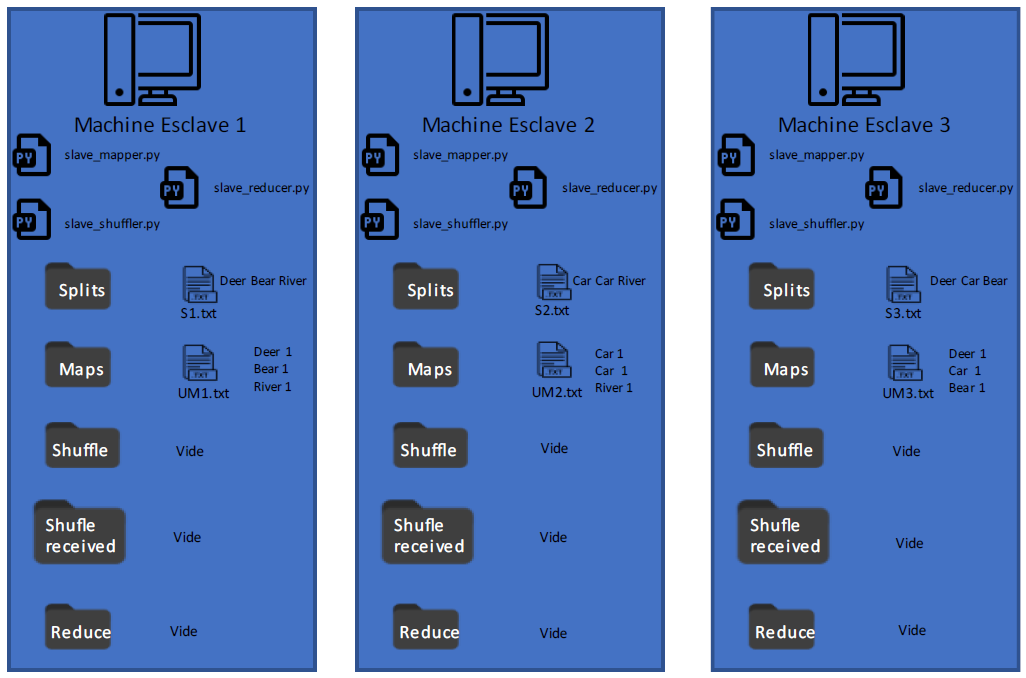 Machine Esclave 1
PY
slave_mapper.py
PY
slave_reducer.py
PY
slave_shuffler.py
Splits
TXT
Deer Bear River
S1.txt
Maps
TXT
UM1.txt
Deer 1
Bear 1
River 1
Shuffle
Vide
Shufle
received
Vide
Reduce
Vide
Machine Esclave 2
PY
slave_mapper.py
PY
slave_reducer.py
PY
slave_shuffler.py
Splits
TXT
Car Car River
S2.txt
Maps
TXT
UM2.txt
Car 1
Car 1
River 1
Shuffle
Vide
Shufle
received
Vide
Reduce
Vide
Machine Esclave 3
PY
slave_mapper.py
PY
slave_reducer.py
PY
slave_shuffler.py
Splits
TXT
Deer Car Bear
S3.txt
Maps
TXT
UM3.txt
Deer 1
Car 1
Bear 1
Shuffle
Vide
Shufle
received
Vide
Reduce
Vide